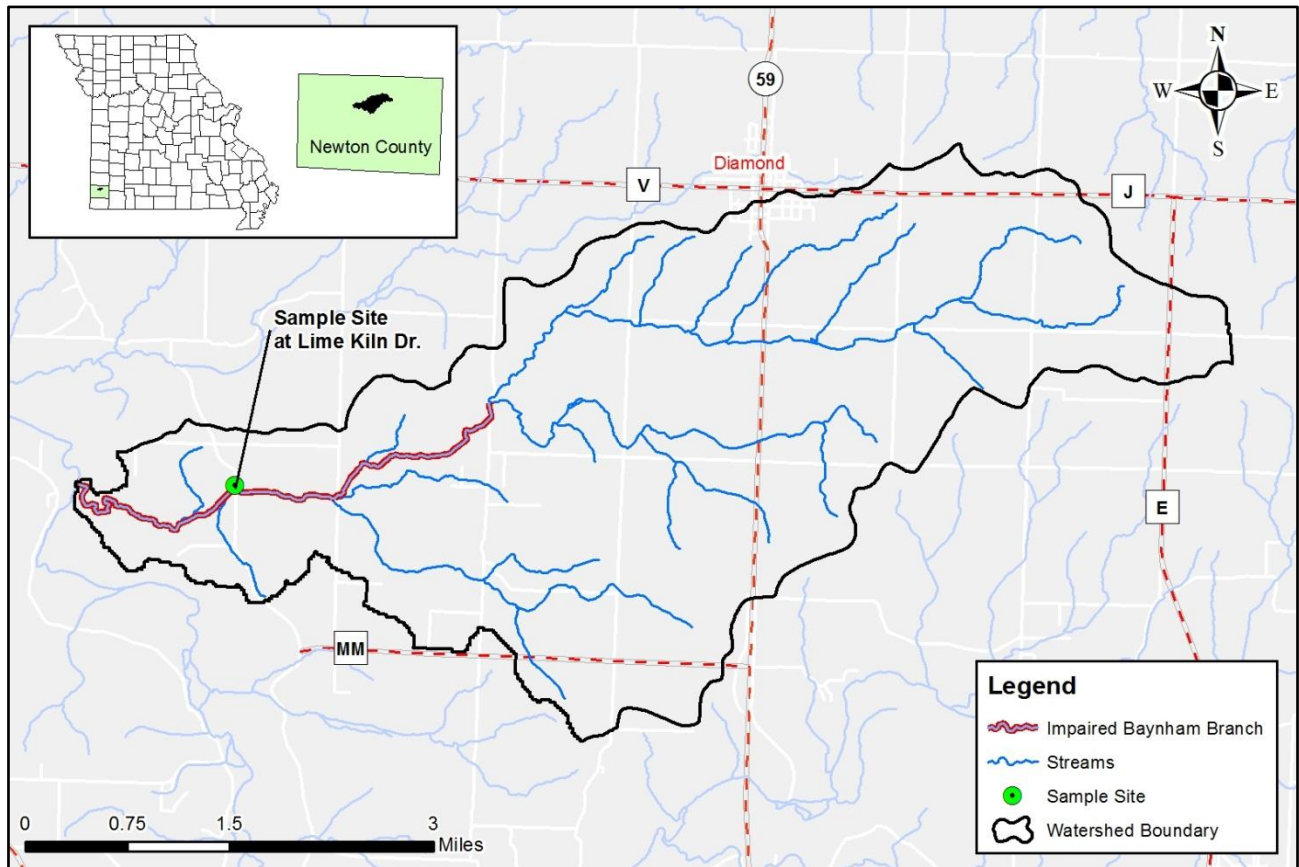 Newton County
N
W
E
S
59
Diamond
V
J
Sample Site
at Lime Kiln Dr.
E
MM
Legend
Impaired Baynham Branch
Streams
Sample Site
Watershed Boundary
0 0.75 1.5 3
Miles